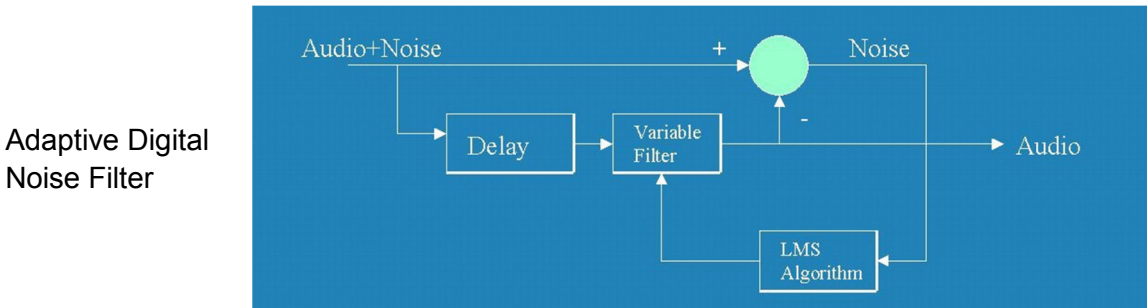 Adaptive Digital
Noise Filter
Audio+Noise
+
Noise
Delay
Variable
Filter
-
Audio
LMS
Algorithm